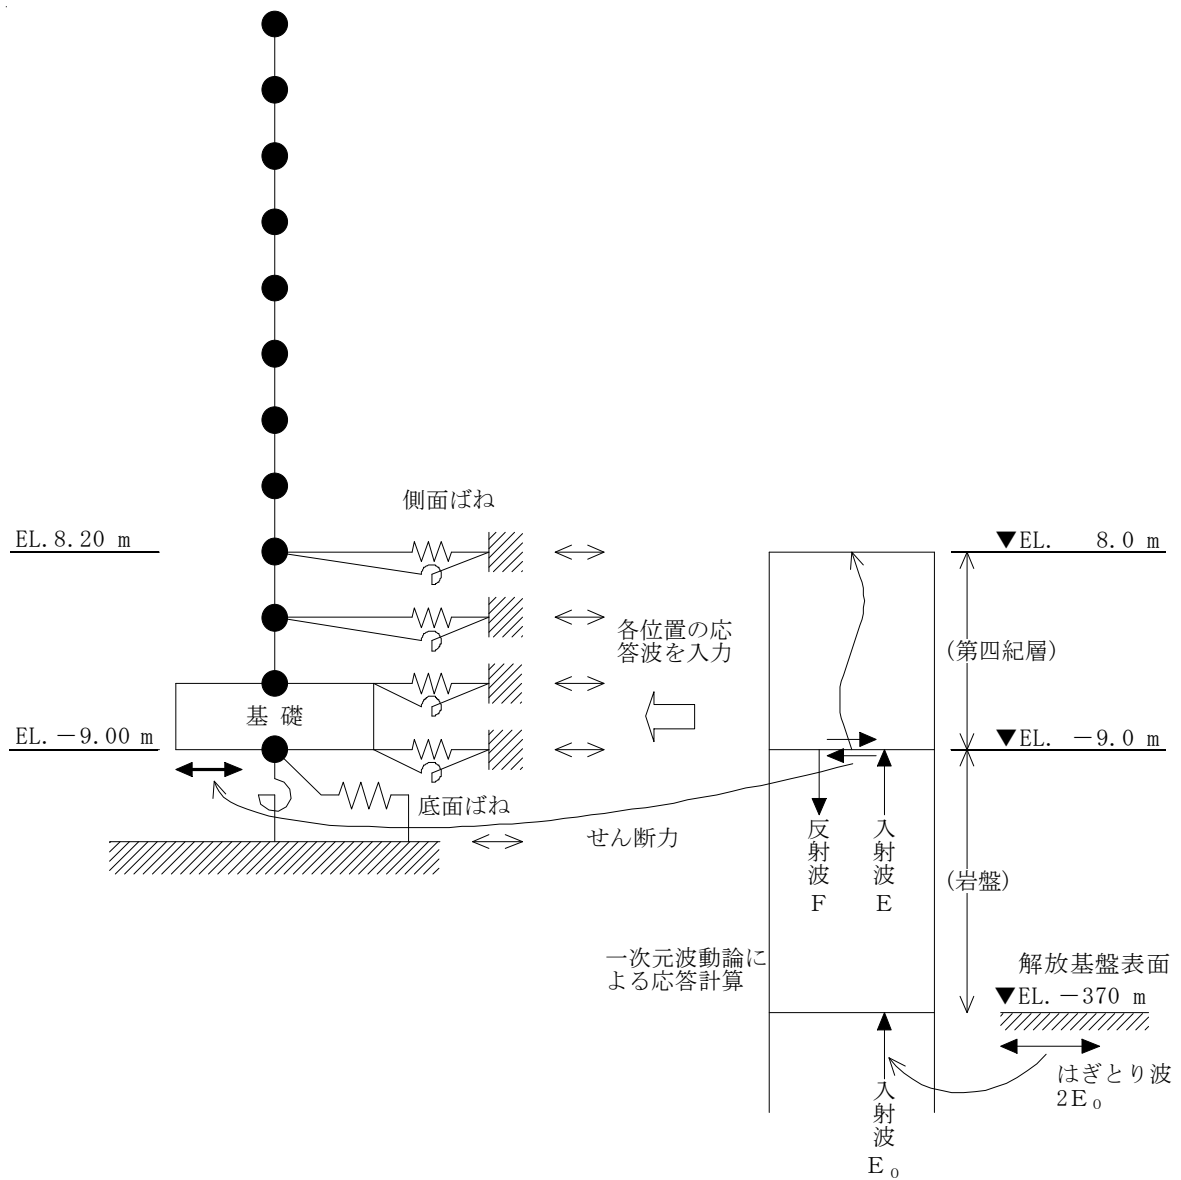 側面ばね
EL.8.20 m
▼EL.　8.0 m
各位置の応
答波を入力
(第四紀層)
基 礎
EL.－9.00 m
▼EL. －9.0 m
底面ばね
せん断力
反射波F
入射波E
(岩盤)
一次元波動論に
よる応答計算
解放基盤表面
▼EL.－370 m
はぎとり波
2E₀
入射波E₀